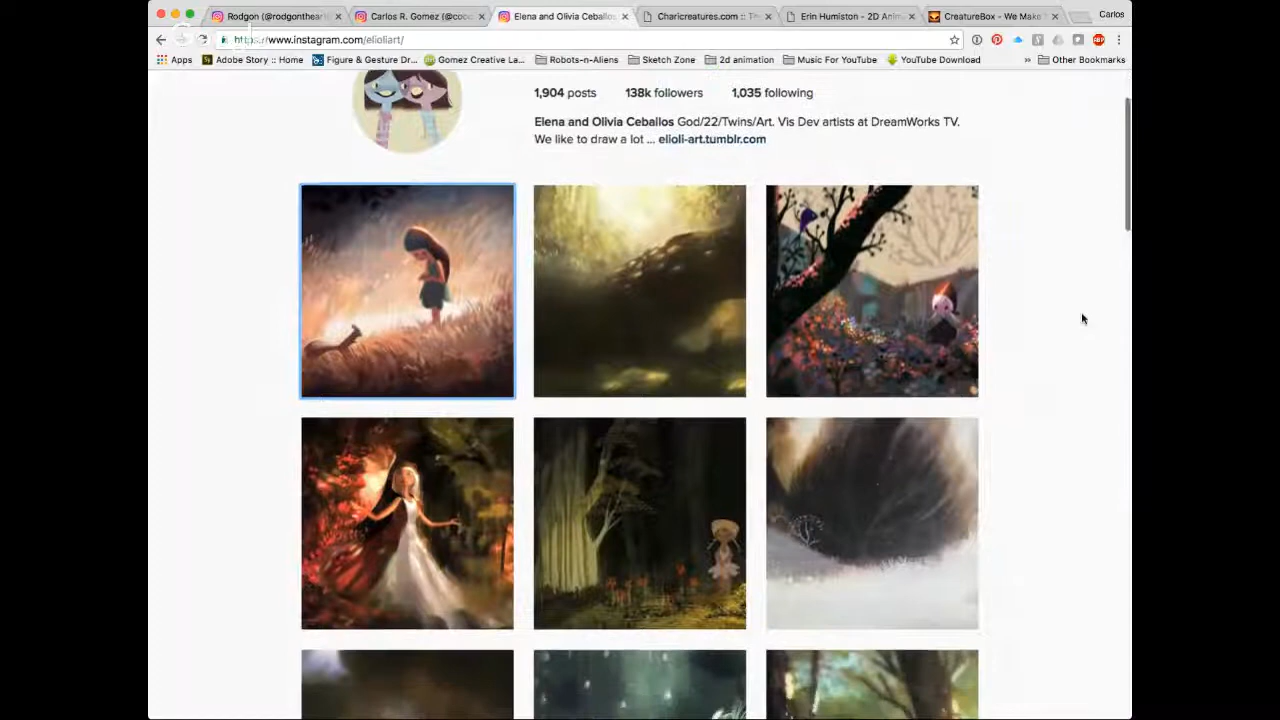 Rodgon (@rodgonthear
Carlos R. Gomez (@coco
Elena and Olivia Ceballos
Charicreatures.com :: Th
Erin Humiston - 2D Anima
CreatureBox - We Make T
Carlos
https://www.instagram.com/elioliart/
Apps
Adobe Story :: Home
Figure & Gesture Dr...
Gomez Creative La...
Robots-n-Aliens
Sketch Zone
2d animation
Music For YouTube
YouTube Download
»
Other Bookmarks
1,904 posts 138k followers 1,035 following
Elena and Olivia Ceballos God/22/Twins/Art. Vis Dev artists at DreamWorks TV.
We like to draw a lot ... elioli-art.tumblr.com